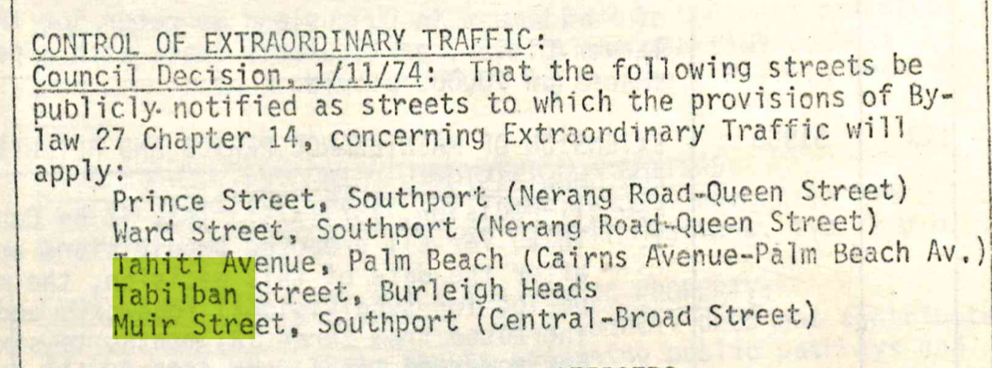 CONTROL OF EXTRAORDINARY TRAFFIC:
Council Decision, 1/11/74: That the following streets be
publicly notified as streets to which the provisions of By-
law 27 Chapter 14, concerning Extraordinary Traffic will
apply:
Prince Street, Southport (Nerang Road-Queen Street)
Ward Street, Southport (Nerang Road-Queen Street)
Tahiti Avenue, Palm Beach (Cairns Avenue-Palm Beach Av.)
Tabilban Street, Burleigh Heads
Muir Street, Southport (Central-Broad Street)